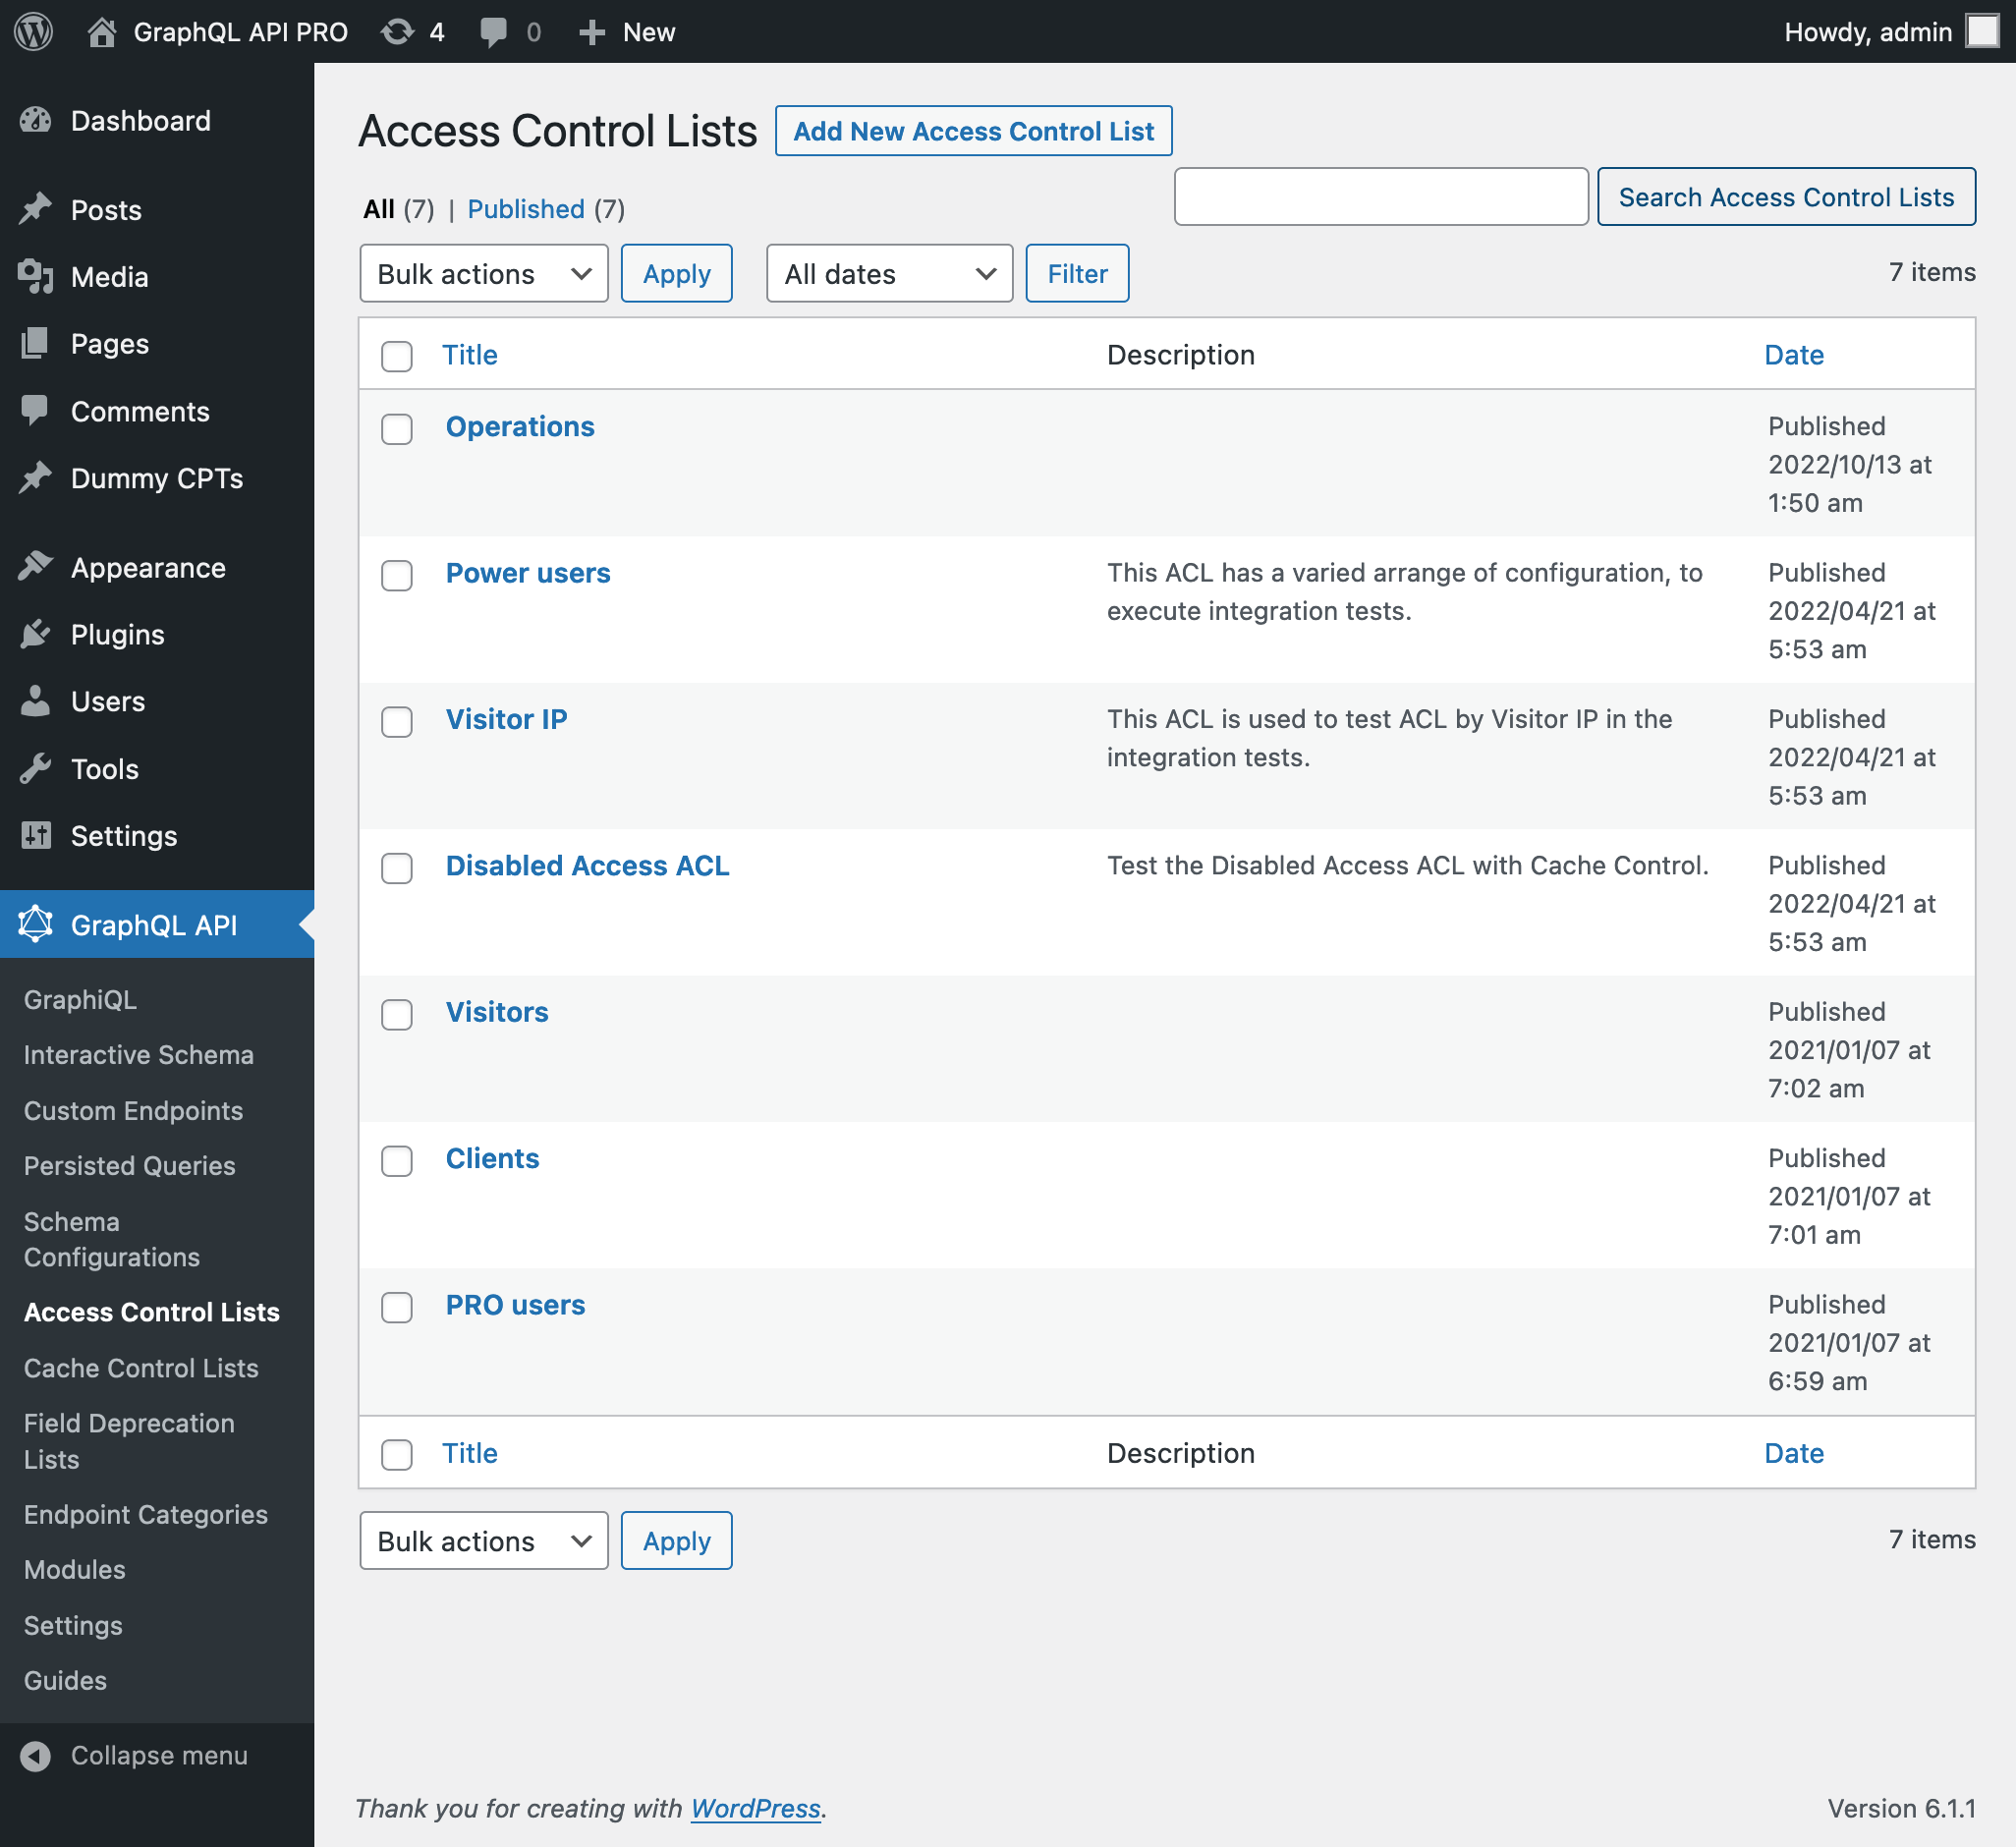 GraphQL API PRO 4 0 New Howdy, admin
Dashboard
Posts
Media
Pages
Comments
Dummy CPTs
Appearance
Plugins
Users
Tools
Settings
GraphQL API
GraphiQL
Interactive Schema
Custom Endpoints
Persisted Queries
Schema
Configurations
Access Control Lists
Cache Control Lists
Field Deprecation
Lists
Endpoint Categories
Modules
Settings
Guides
Collapse menu
Access Control Lists Add New Access Control List
All (7) | Published (7) Search Access Control Lists
Bulk actions Apply All dates Filter 7 items
Title Description Date
Operations Published
2022/10/13 at
1:50 am
Power users This ACL has a varied arrange of configuration, to Published
execute integration tests. 2022/04/21 at
5:53 am
Visitor IP This ACL is used to test ACL by Visitor IP in the Published
integration tests. 2022/04/21 at
5:53 am
Disabled Access ACL Test the Disabled Access ACL with Cache Control. Published
2022/04/21 at
5:53 am
Visitors Published
2021/01/07 at
7:02 am
Clients Published
2021/01/07 at
7:01 am
PRO users Published
2021/01/07 at
6:59 am
Title Description Date
Bulk actions Apply 7 items
Thank you for creating with WordPress. Version 6.1.1